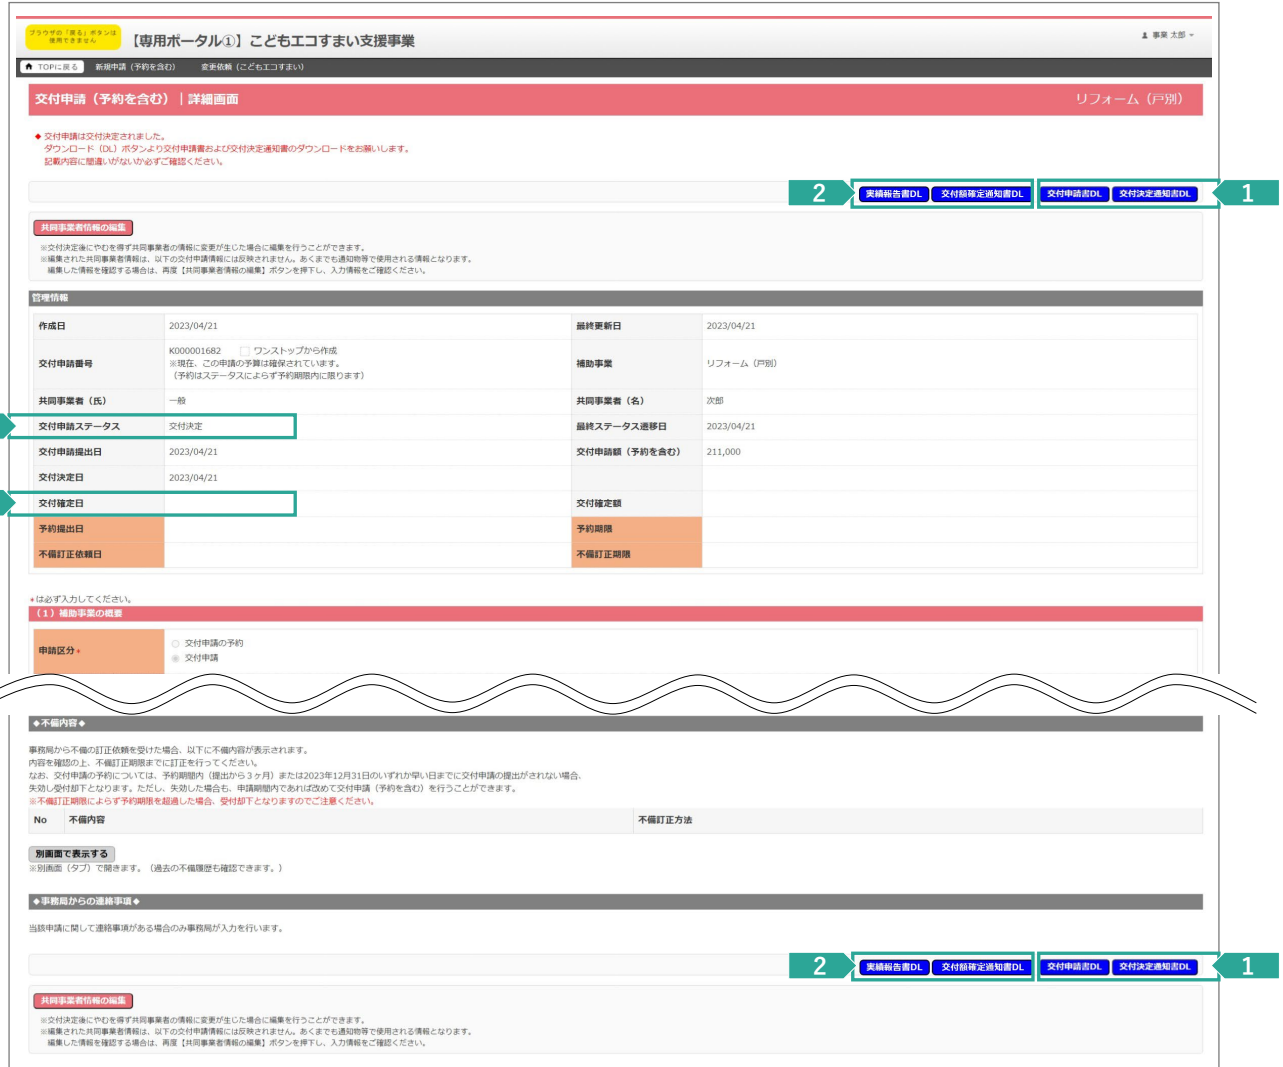 ブラウザの「戻る」ボタンは
使用できません
【専用ポータル①】こどもエコすまい支援事業
事業 太郎
TOPに戻る 新規申請（予約を含む） 変更依頼（こどもエコすまい）
交付申請（予約を含む）｜詳細画面 リフォーム（戸別）
◆ 交付申請は交付決定されました。
ダウンロード（DL）ボタンより交付申請書および交付決定通知書のダウンロードをお願いします。
記載内容に間違いがないか必ずご確認ください。
2 実績報告書DL 交付額確定通知書DL 交付申請書DL 交付決定通知書DL 1
共同事業者情報の編集
※交付決定後にやむを得ず共同事業者の情報に変更が生じた場合に編集を行うことができます。
※編集された共同事業者情報は、以下の交付申請情報には反映されません。あくまでも通知物等で使用される情報となります。
編集した情報を確認する場合は、再度【共同事業者情報の編集】ボタンを押下し、入力情報をご確認ください。
管理情報
作成日 2023/04/21 最終更新日 2023/04/21
交付申請番号 K000001682 ワンストップから作成
※現在、この申請の予算は確保されています。
（予約はステータスによらず予約期限内に限ります）
補助事業 リフォーム（戸別）
共同事業者（氏） 一般 共同事業者（名） 次郎
交付申請ステータス 交付決定 最終ステータス遷移日 2023/04/21
交付申請提出日 2023/04/21 交付申請額（予約を含む） 211,000
交付決定日 2023/04/21
交付確定日 交付確定額
予約提出日 予約期限
不備訂正依頼日 不備訂正期限
*は必ず入力してください。
（1）補助事業の概要
申請区分* 交付申請の予約
交付申請
◆不備内容◆
事務局から不備の訂正依頼を受けた場合、以下に不備内容が表示されます。
内容を確認の上、不備訂正期限までに訂正を行ってください。
なお、交付申請の予約については、予約期間内（提出から３ヶ月）または2023年12月31日のいずれか早い日までに交付申請の提出がされない場合、
失効し受付却下となります。ただし、失効した場合も、申請期間内であれば改めて交付申請（予約を含む）を行うことができます。
※不備訂正期限によらず予約期限を超過した場合、受付却下となりますのでご注意ください。
No 不備内容 不備訂正方法
別画面で表示する
※別画面（タブ）で開きます。（過去の不備履歴も確認できます。）
◆事務局からの連絡事項◆
当該申請に関して連絡事項がある場合のみ事務局が入力を行います。
2 実績報告書DL 交付額確定通知書DL 交付申請書DL 交付決定通知書DL 1
共同事業者情報の編集
※交付決定後にやむを得ず共同事業者の情報に変更が生じた場合に編集を行うことができます。
※編集された共同事業者情報は、以下の交付申請情報には反映されません。あくまでも通知物等で使用される情報となります。
編集した情報を確認する場合は、再度【共同事業者情報の編集】ボタンを押下し、入力情報をご確認ください。